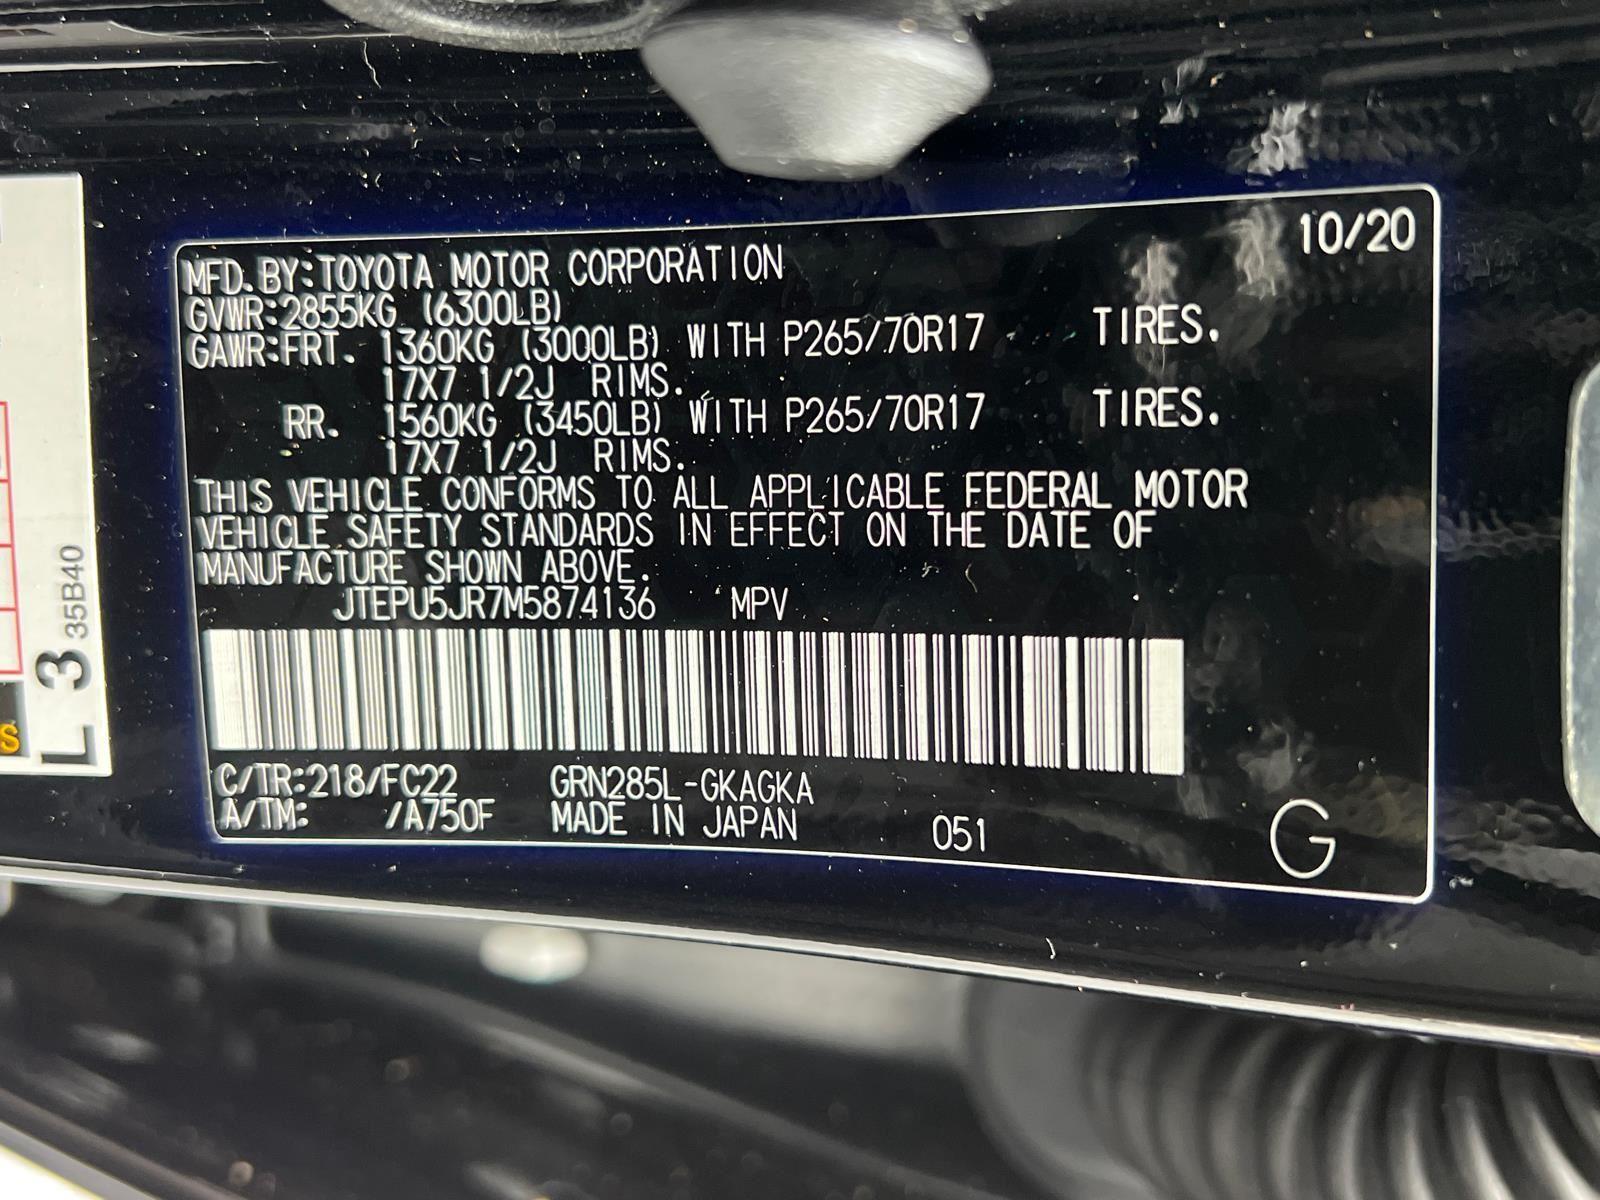 10/20
MFD.BY:TOYOTA MOTOR CORPORATION
GVWR:2855KG (6300LB)
GAWR:FRT. 1360KG (3000LB) WITH P265/70R17 TIRES.
17X7 1/2J RIMS.
RR. 1560KG (3450LB) WITH P265/70R17 TIRES.
17X7 1/2J RIMS.
THIS VEHICLE CONFORMS TO ALL APPLICABLE FEDERAL MOTOR
VEHICLE SAFETY STANDARDS IN EFFECT ON THE DATE OF
MANUFACTURE SHOWN ABOVE.
JTEPU5JR7M5874136 MPV
C/TR:218/FC22 GRN285L-GKAGKA
A/TM: /A750F MADE IN JAPAN 051 G
L 3 35B40
S